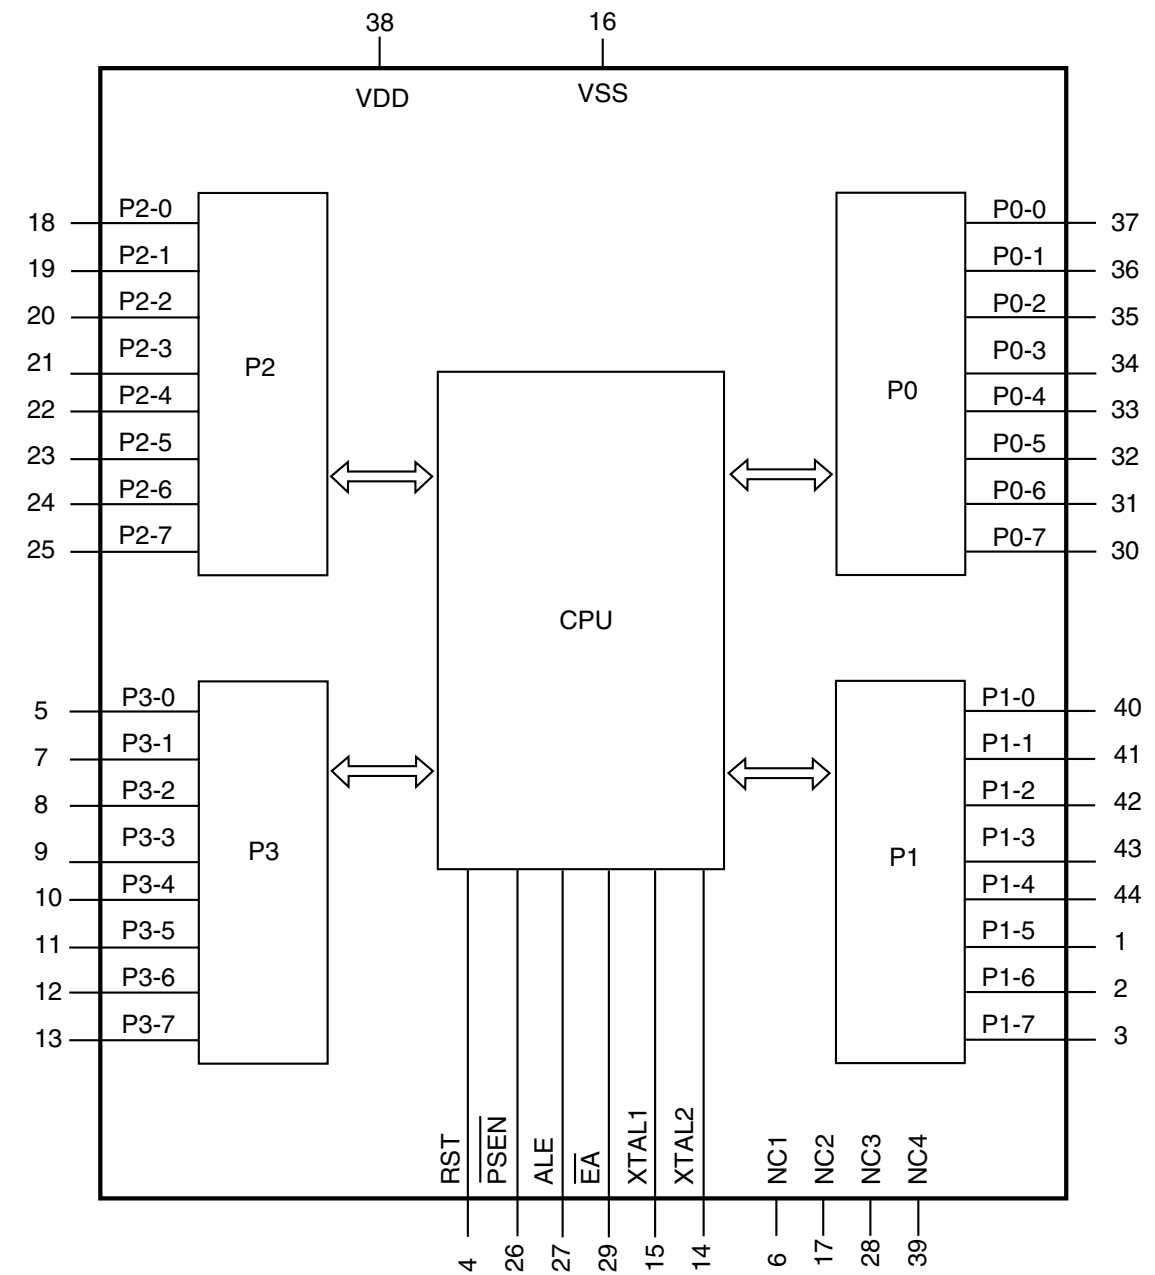 38 16
VDD VSS
18 P2-0
19 P2-1
20 P2-2
21 P2-3
22 P2-4
23 P2-5
24 P2-6
25 P2-7
P2
P0
P0-0 37
P0-1 36
P0-2 35
P0-3 34
P0-4 33
P0-5 32
P0-6 31
P0-7 30
CPU
5 P3-0
7 P3-1
8 P3-2
9 P3-3
10 P3-4
11 P3-5
12 P3-6
13 P3-7
P3
P1
P1-0 40
P1-1 41
P1-2 42
P1-3 43
P1-4 44
P1-5 1
P1-6 2
P1-7 3
RST
PSEN
ALE
EA
XTAL1
XTAL2
NC1
NC2
NC3
NC4
4
26
27
29
15
14
6
17
28
39